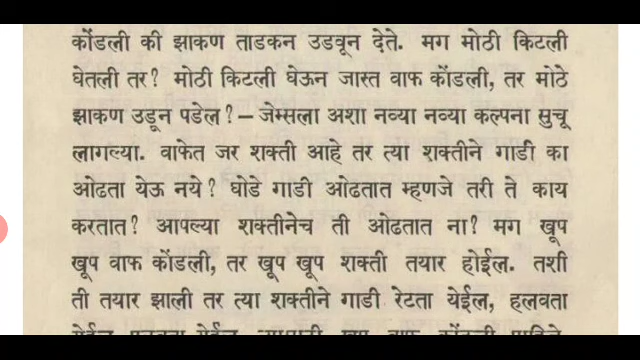 कोंडली की झाकण ताडकन उडवून देते. मग मोठी किटली
घेतली तर? मोठी किटली घेऊन जास्त वाफ कोंडली, तर मोठे
झाकण उडून पडेल? – जेम्सला अशा नव्या नव्या कल्पना सुचू
लागल्या. वाफेत जर शक्ती आहे तर त्या शक्तीने गाडी का
ओढता येऊ नये? घोडे गाडी ओढतात म्हणजे तरी ते काय
करतात? आपल्या शक्तीनेच ती ओढतात ना? मग खूप
खूप वाफ कोंडली, तर खूप खूप शक्ती तयार होईल. तशी
ती तयार झाली तर त्या शक्तीने गाडी रेटता येईल, हलवता